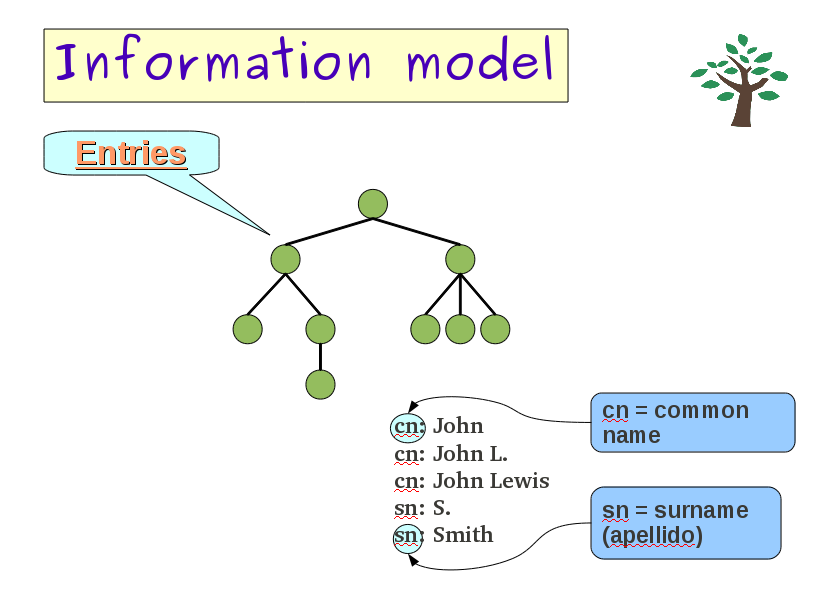 Information model
Entries
cn: John
cn: John L.
cn: John Lewis
sn: S.
sn: Smith
cn = common
name
sn = surname
(apellido)